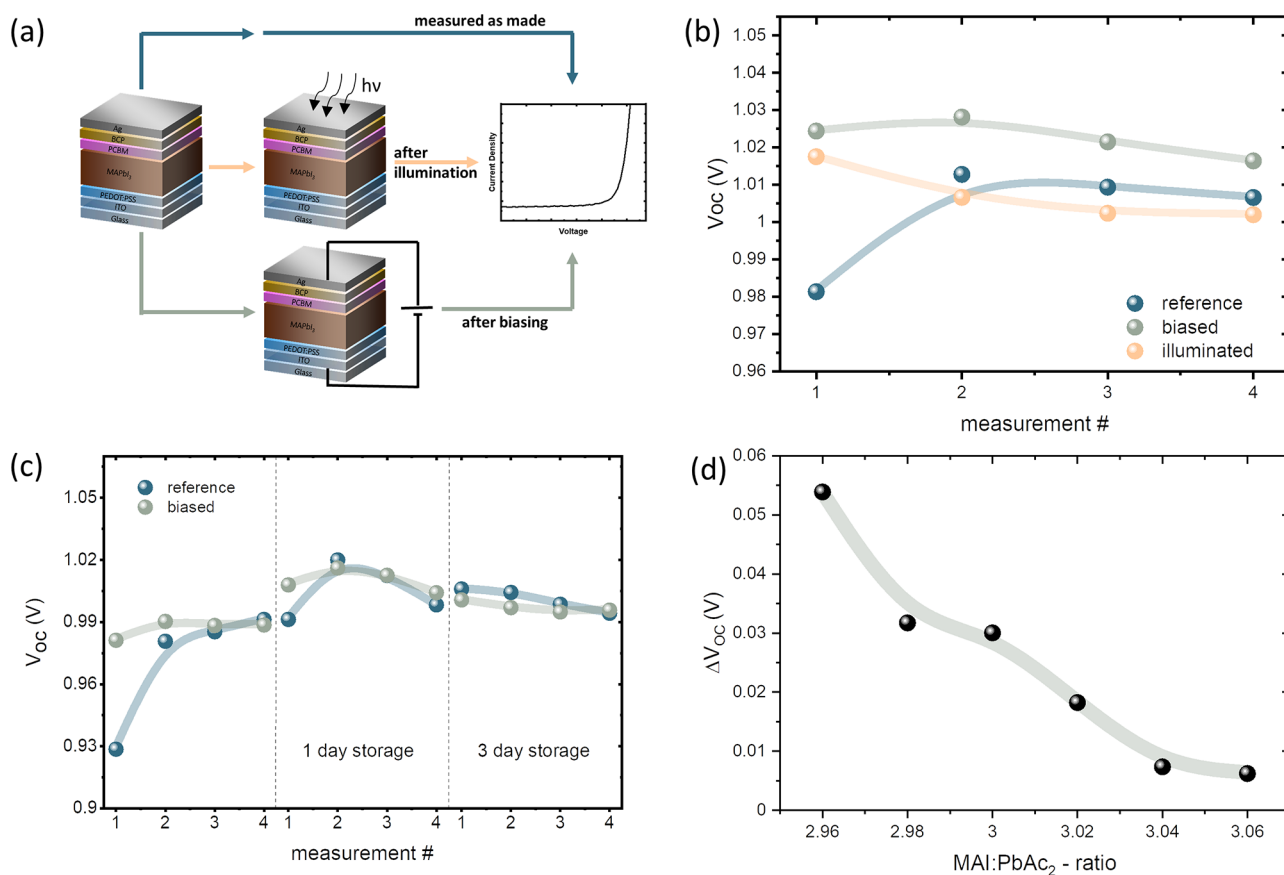 (a)
measured as made
hν
Ag
BCP
PCBM
MAPbI₃
PEDOT:PSS
ITO
Glass
Ag
BCP
PCBM
MAPbI₃
PEDOT:PSS
ITO
Glass
after
illumination
Current Density
Voltage
Ag
BCP
PCBM
MAPbI₃
PEDOT:PSS
ITO
Glass
after biasing
(b)
1.05
1.04
1.03
1.02
1.01
1
0.99
0.98
0.97
0.96
Voc (V)
reference
biased
illuminated
1 2 3 4
measurement #
(c)
1.05
1.02
0.99
0.96
0.93
0.9
V_OC (V)
reference
biased
1 day storage
3 day storage
1 2 3 4 1 2 3 4 1 2 3 4
measurement #
(d)
0.06
0.05
0.04
0.03
0.02
0.01
0
ΔV_OC (V)
2.96 2.98 3 3.02 3.04 3.06
MAI:PbAc₂ - ratio